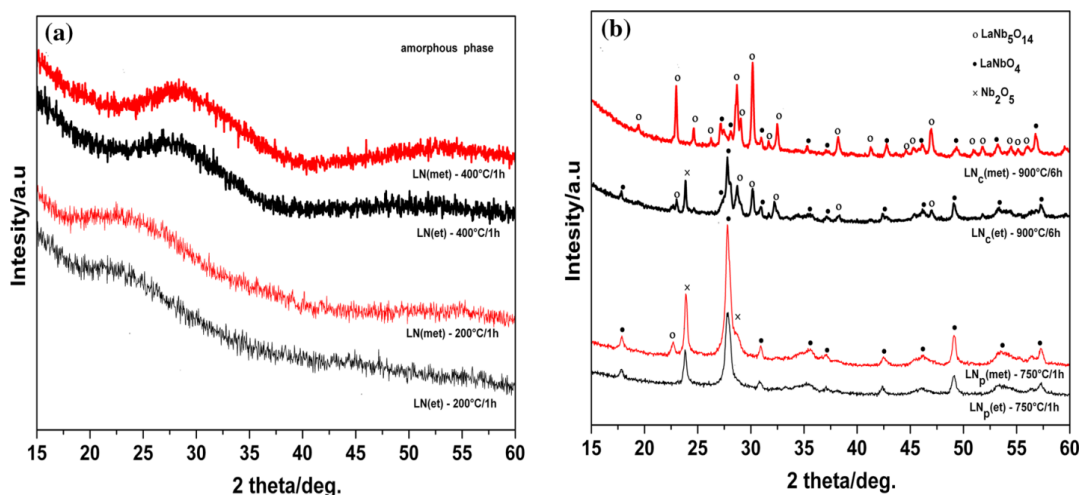 (a)
amorphous phase
LN(met) - 400°C/1h
LN(et) - 400°C/1h
LN(met) - 200°C/1h
LN(et) - 200°C/1h
Intesity/a.u
15 20 25 30 35 40 45 50 55 60
2 theta/deg.
(b)
o LaNb5O14
• LaNbO4
× Nb2O5
LNc(met) - 900°C/6h
LNc(et) - 900°C/6h
LNp(met) - 750°C/1h
LNp(et) - 750°C/1h
Intesity/a.u
15 20 25 30 35 40 45 50 55 60
2 theta/deg.